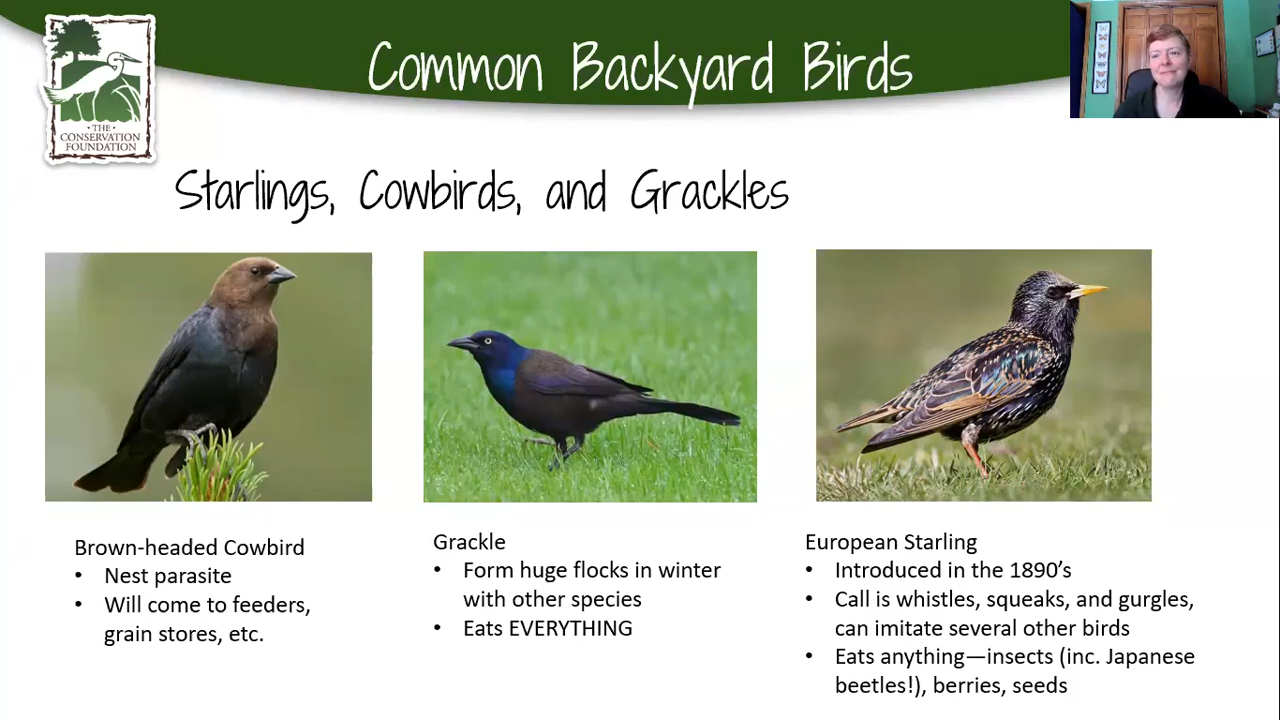 Common Backyard Birds
• THE •
CONSERVATION
FOUNDATION
Starlings, Cowbirds, and Grackles
Brown-headed Cowbird
• Nest parasite
• Will come to feeders,
grain stores, etc.
Grackle
• Form huge flocks in winter
with other species
• Eats EVERYTHING
European Starling
• Introduced in the 1890’s
• Call is whistles, squeaks, and gurgles,
can imitate several other birds
• Eats anything—insects (inc. Japanese
beetles!), berries, seeds